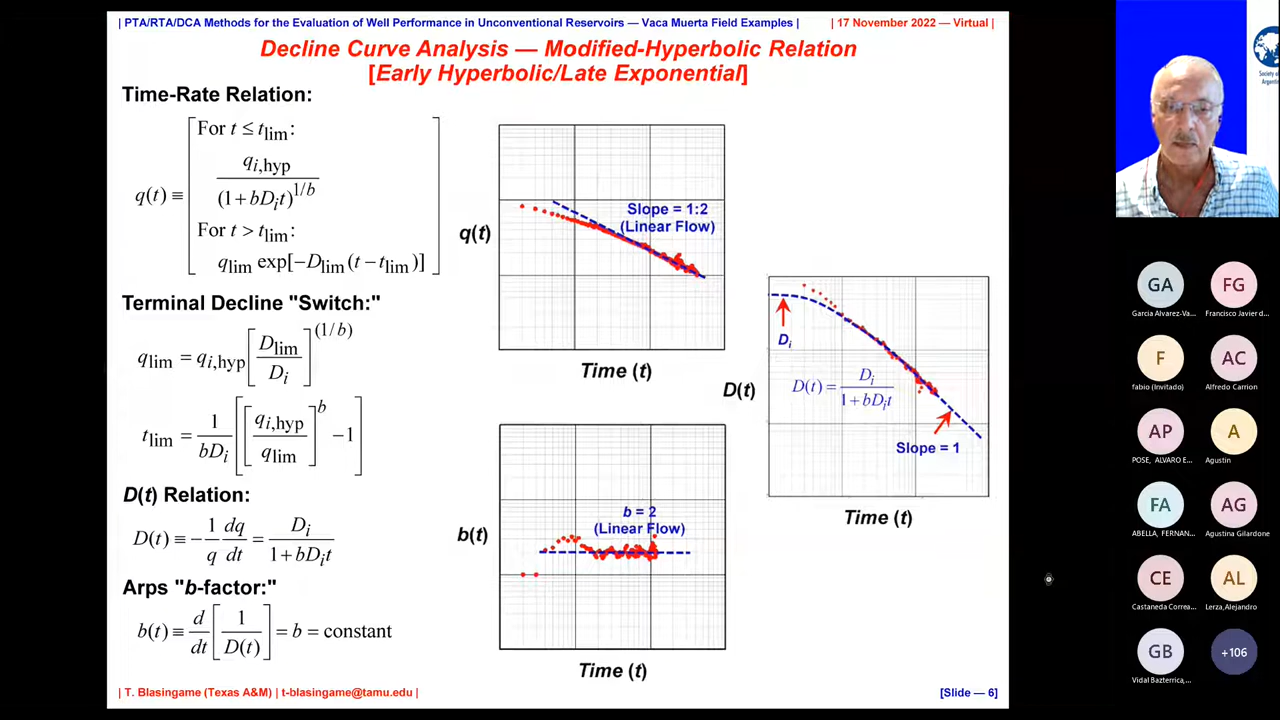 | PTA/RTA/DCA Methods for the Evaluation of Well Performance in Unconventional Reservoirs — Vaca Muerta Field Examples | | 17 November 2022 — Virtual |
Decline Curve Analysis — Modified-Hyperbolic Relation
[Early Hyperbolic/Late Exponential]
Time-Rate Relation:
For t ≤ t_lim:
q(t) ≡ q_i,hyp / (1+bD_i t)^1/b
For t > t_lim:
q_lim exp[−D_lim (t − t_lim)]
Terminal Decline "Switch:"
q_lim = q_i,hyp [D_lim / D_i]^(1/b)
t_lim = 1 / bD_i [[q_i,hyp / q_lim]^b − 1]
D(t) Relation:
D(t) ≡ − 1/q dq/dt = D_i / 1+bD_i t
Arps "b-factor:"
b(t) ≡ d/dt [1 / D(t)] = b = constant
q(t)
Slope = 1:2
(Linear Flow)
Time (t)
b(t)
b = 2
(Linear Flow)
Time (t)
D(t)
D_i
D(t) = D_i / 1+bD_i t
Slope = 1
Time (t)
| T. Blasingame (Texas A&M) | t-blasingame@tamu.edu |
[Slide — 6]
Society of
Argentin
GA
FG
Garcia Alvarez-Va...
Francisco Javier d...
F
AC
fabio (Invitado)
Alfredo Carrion
AP
A
POSE, ALVARO E...
Agustin
FA
AG
ABELLA, FERNAN...
Agustina Gilardone
CE
AL
Castaneda Correa...
Lerza,Alejandro
GB
+106
Vidal Bazterrica,...